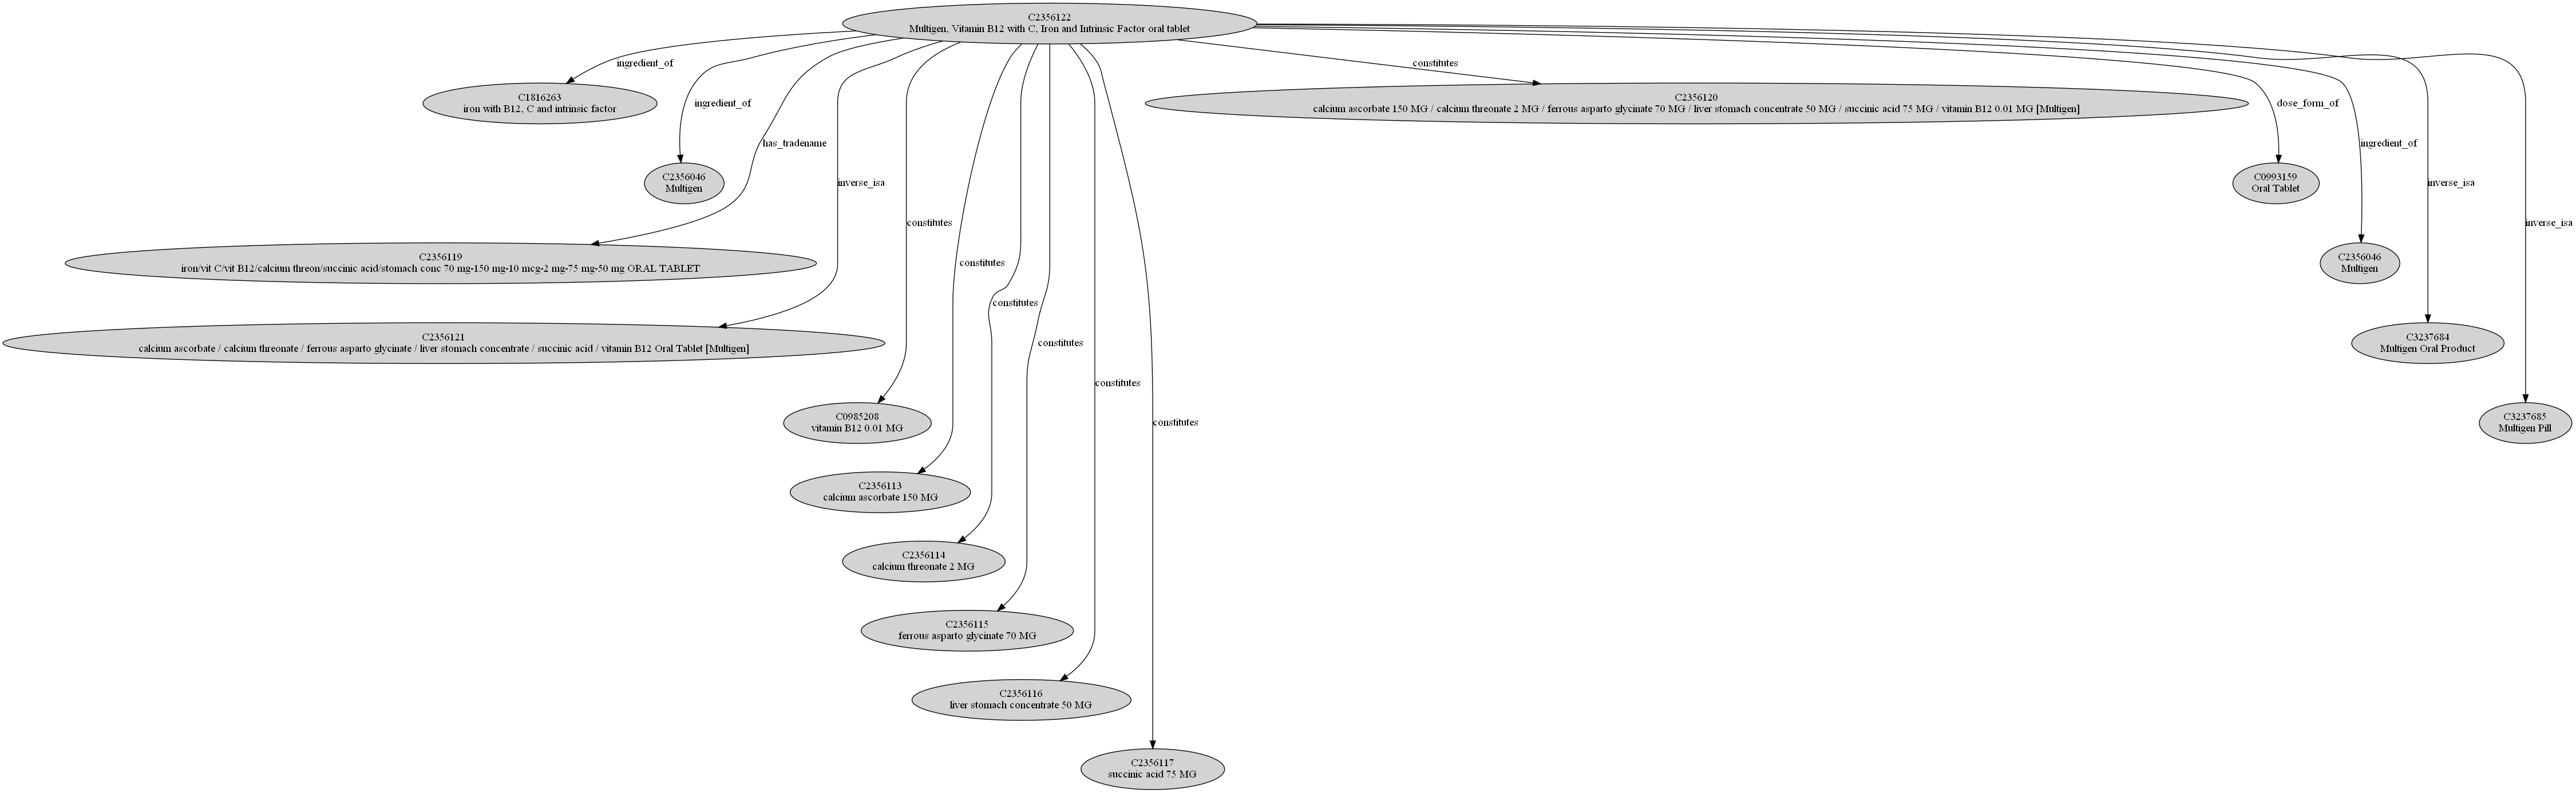 C2356122
Multigen, Vitamin B12 with C, Iron and Intrinsic Factor oral tablet
ingredient_of
constitutes
C1816263
iron with B12, C and intrinsic factor
C2356120
calcium ascorbate 150 MG / calcium threonate 2 MG / ferrous asparto glycinate 70 MG / liver stomach concentrate 50 MG / succinic acid 75 MG / vitamin B12 0.01 MG [Multigen]
ingredient_of
dose_form_of
has_tradename
ingredient_of
C2356046
Multigen
inverse_isa
C0993159
Oral Tablet
inverse_isa
constitutes
inverse_isa
C2356119
iron/vit C/vit B12/calcium threon/succinic acid/stomach conc 70 mg-150 mg-10 mcg-2 mg-75 mg-50 mg ORAL TABLET
constitutes
C2356046
Multigen
constitutes
C2356121
calcium ascorbate / calcium threonate / ferrous asparto glycinate / liver stomach concentrate / succinic acid / vitamin B12 Oral Tablet [Multigen]
constitutes
C3237684
Multigen Oral Product
constitutes
C0985208
vitamin B12 0.01 MG
constitutes
C3237685
Multigen Pill
C2356113
calcium ascorbate 150 MG
C2356114
calcium threonate 2 MG
C2356115
ferrous asparto glycinate 70 MG
C2356116
liver stomach concentrate 50 MG
C2356117
succinic acid 75 MG